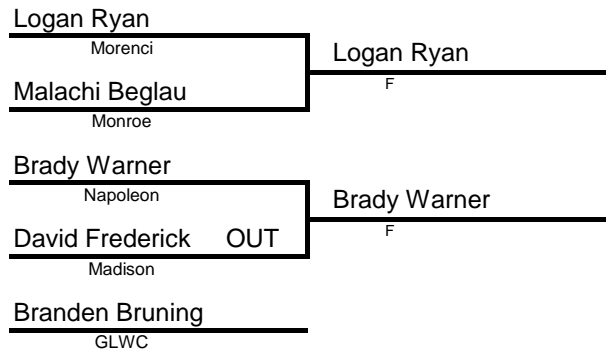 Logan Ryan
Morenci
Logan Ryan
F
Malachi Beglau
Monroe
Brady Warner
Napoleon
Brady Warner
F
David Frederick OUT
Madison
Branden Bruning
GLWC